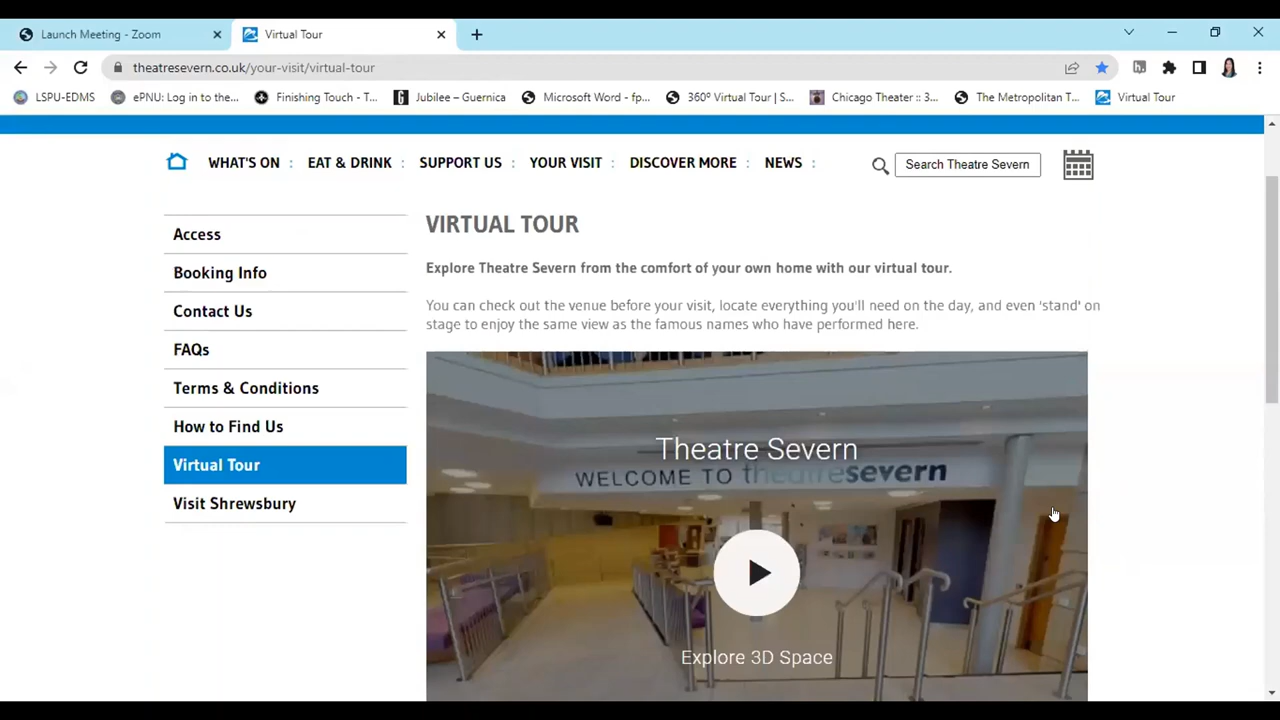 Launch Meeting - Zoom
Virtual Tour
theatresevern.co.uk/your-visit/virtual-tour
LSPU-EDMS
ePNU: Log in to the...
Finishing Touch - T...
Jubilee – Guernica
Microsoft Word - fp...
360º Virtual Tour | S...
Chicago Theater :: 3...
The Metropolitan T...
Virtual Tour
WHAT'S ON : EAT & DRINK : SUPPORT US : YOUR VISIT : DISCOVER MORE : NEWS :
Search Theatre Severn
Access
Booking Info
Contact Us
FAQs
Terms & Conditions
How to Find Us
Virtual Tour
Visit Shrewsbury
VIRTUAL TOUR
Explore Theatre Severn from the comfort of your own home with our virtual tour.
You can check out the venue before your visit, locate everything you'll need on the day, and even 'stand' on
stage to enjoy the same view as the famous names who have performed here.
Theatre Severn
WELCOME TO theatresevern
Explore 3D Space